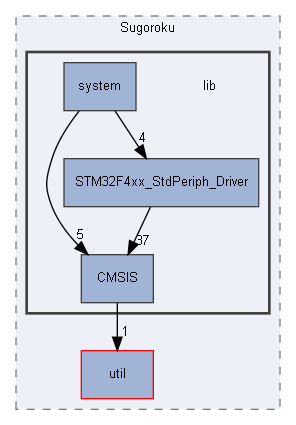 Sugoroku
system
lib
4
STM32F4xx_StdPeriph_Driver
5
37
CMSIS
1
util